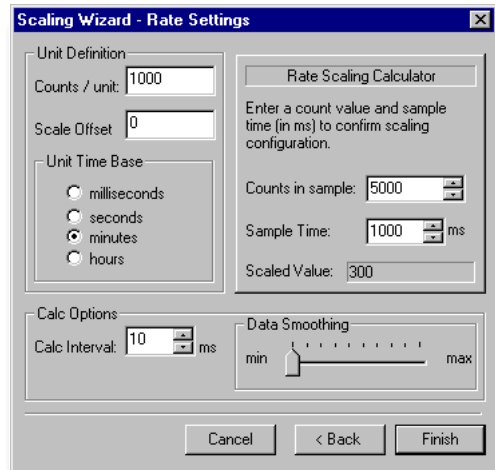 Scaling Wizard - Rate Settings
Unit Definition
Counts / unit: 1000
Scale Offset 0
Unit Time Base
milliseconds
seconds
minutes
hours
Rate Scaling Calculator
Enter a count value and sample
time (in ms) to confirm scaling
configuration.
Counts in sample: 5000
Sample Time: 1000 ms
Scaled Value: 300
Calc Options
Calc Interval: 10 ms
Data Smoothing
min max
Cancel < Back Finish